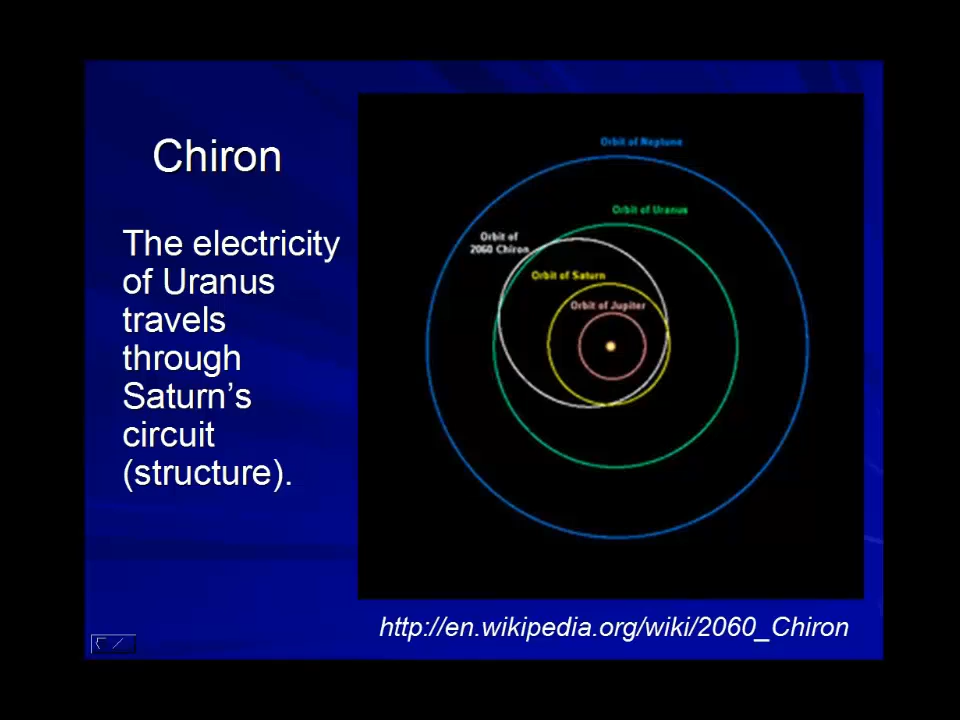 Chiron
The electricity
of Uranus
travels
through
Saturn’s
circuit
(structure).
Orbit of Neptune
Orbit of Uranus
Orbit of
2060 Chiron
Orbit of Saturn
Orbit of Jupiter
http://en.wikipedia.org/wiki/2060_Chiron